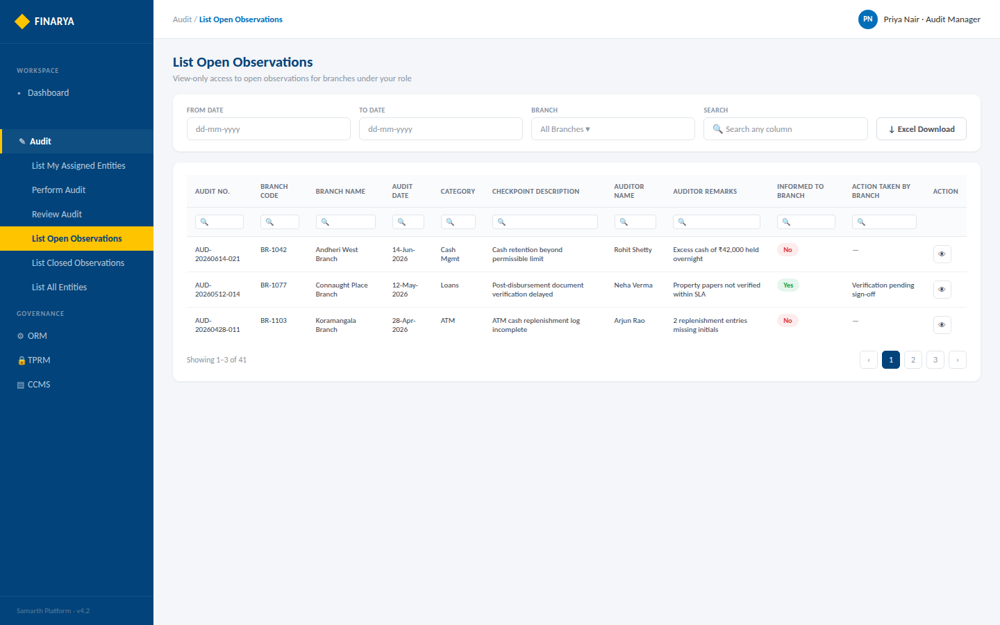 FINARYA
Audit / List Open Observations
PN Priya Nair · Audit Manager
WORKSPACE
Dashboard
Audit
List My Assigned Entities
Perform Audit
Review Audit
List Open Observations
List Closed Observations
List All Entities
GOVERNANCE
ORM
TPRM
CCMS
Samarth Platform - v4.2
List Open Observations
View-only access to open observations for branches under your role
FROM DATE
dd-mm-yyyy
TO DATE
dd-mm-yyyy
BRANCH
All Branches ▾
SEARCH
🔍 Search any column
↓ Excel Download
AUDIT NO.
BRANCH
CODE
BRANCH NAME
AUDIT
DATE
CATEGORY
CHECKPOINT DESCRIPTION
AUDITOR
NAME
AUDITOR REMARKS
INFORMED TO
BRANCH
ACTION TAKEN BY
BRANCH
ACTION
AUD-
20260614-021
BR-1042
Andheri West
Branch
14-Jun-
2026
Cash
Mgmt
Cash retention beyond
permissible limit
Rohit Shetty
Excess cash of ₹42,000 held
overnight
No
—
AUD-
20260512-014
BR-1077
Connaught Place
Branch
12-May-
2026
Loans
Post-disbursement document
verification delayed
Neha Verma
Property papers not verified
within SLA
Yes
Verification pending
sign-off
AUD-
20260428-011
BR-1103
Koramangala
Branch
28-Apr-
2026
ATM
ATM cash replenishment log
incomplete
Arjun Rao
2 replenishment entries
missing initials
No
—
Showing 1–3 of 41
‹ 1 2 3 ›